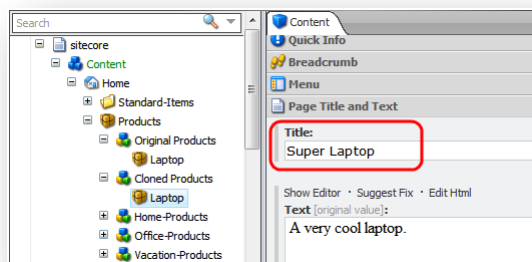 Search
sitecore
Content
Home
Standard-Items
Products
Original Products
Laptop
Cloned Products
Laptop
Home-Products
Office-Products
Vacation-Products
Content
Quick Info
Breadcrumb
Menu
Page Title and Text
Title:
Super Laptop
Show Editor · Suggest Fix · Edit Html
Text [original value]:
A very cool laptop.